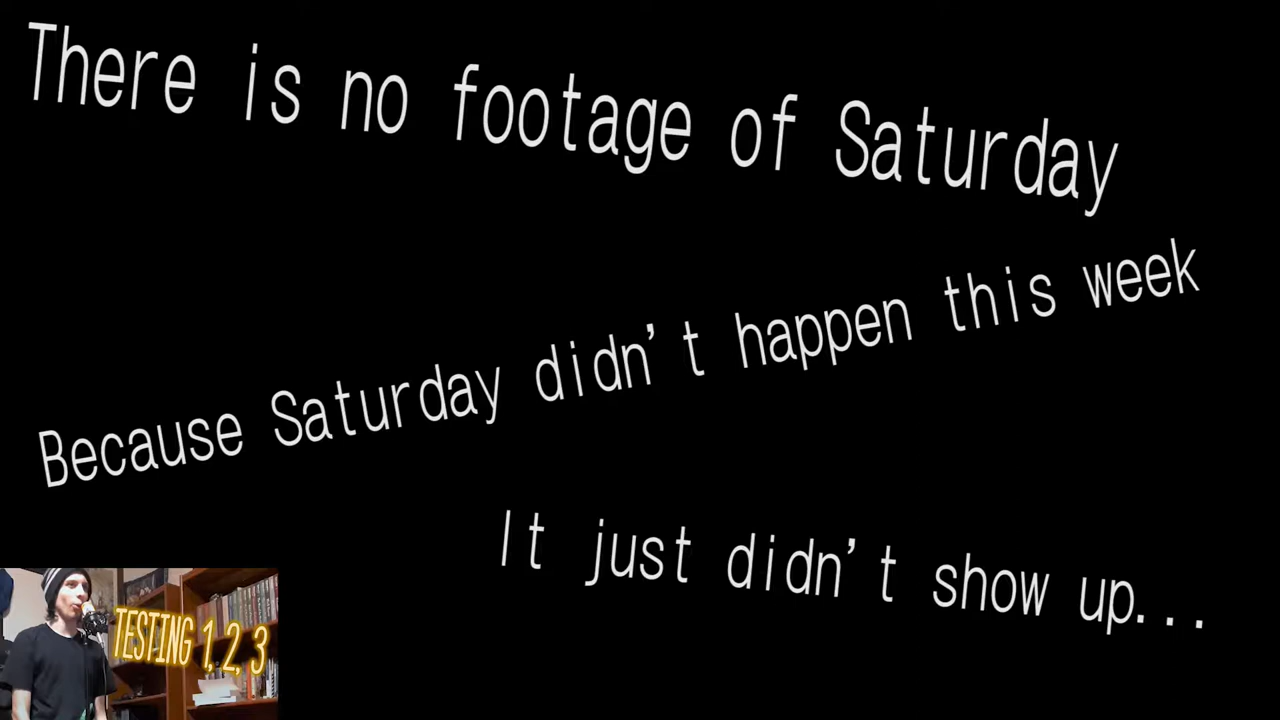 There is no footage of Saturday
Because Saturday didn't happen this week
It just didn't show up...
TESTING 1, 2, 3